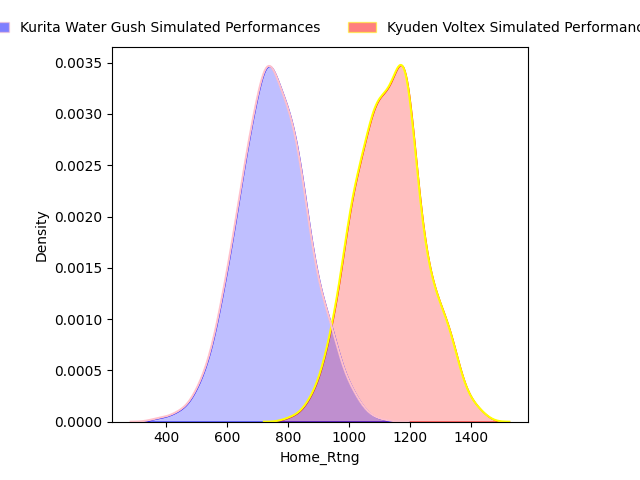 Kurita Water Gush Simulated Performances Kyuden Voltex Simulated Performanc
0.0035
0.0030
0.0025
0.0020
0.0015
0.0010
0.0005
0.0000
Density
400 600 800 1000 1200 1400
Home_Rtng